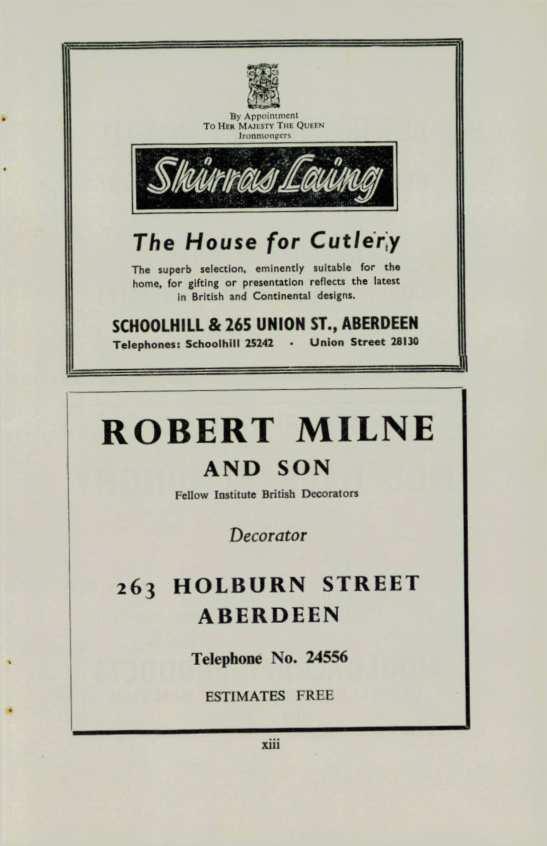 By Appointment
To Her Majesty The Queen
Ironmongers
Shirras Laing
The House for Cutlery
The superb selection, eminently suitable for the
home, for gifting or presentation reflects the latest
in British and Continental designs.
SCHOOLHILL & 265 UNION ST., ABERDEEN
Telephones: Schoolhill 25242 · Union Street 28130
ROBERT MILNE
AND SON
Fellow Institute British Decorators
Decorator
263 HOLBURN STREET
ABERDEEN
Telephone No. 24556
ESTIMATES FREE
xiii